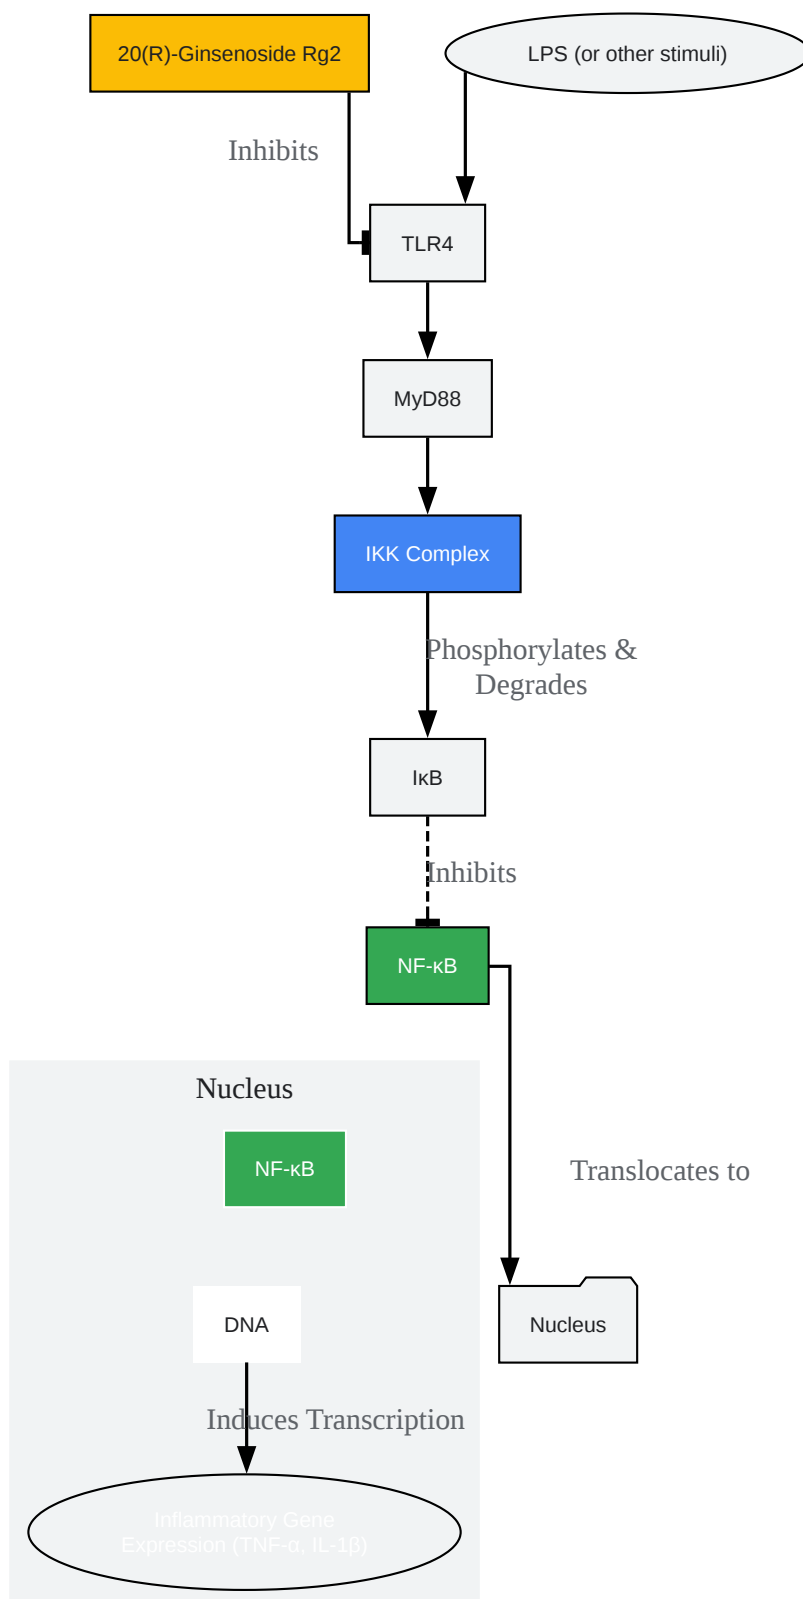 20(R)-Ginsenoside Rg2
LPS (or other stimuli)
Inhibits
TLR4
MyD88
IKK Complex
Phosphorylates &
Degrades
IκB
Inhibits
NF-κB
Nucleus
NF-κB
Translocates to
DNA
Nucleus
Induces Transcription
Inflammatory Gene
Expression (TNF-α, IL-1β)